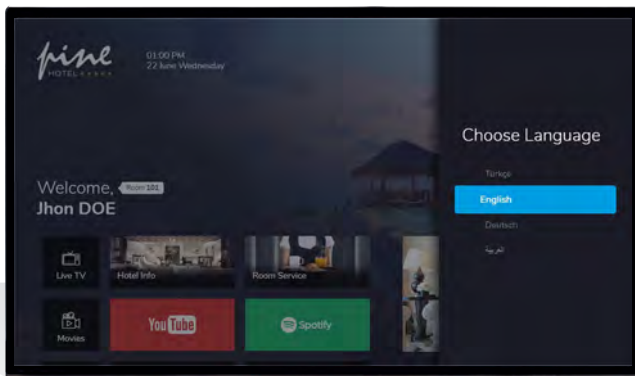 pine
HOTEL★★★★★
01:00 PM
22 June Wednesday
Choose Language
Türkçe
English
Deutsch
العربية
Welcome, Room 101
Jhon DOE
Live TV
Hotel Info
Room Service
Movies
YouTube
Spotify